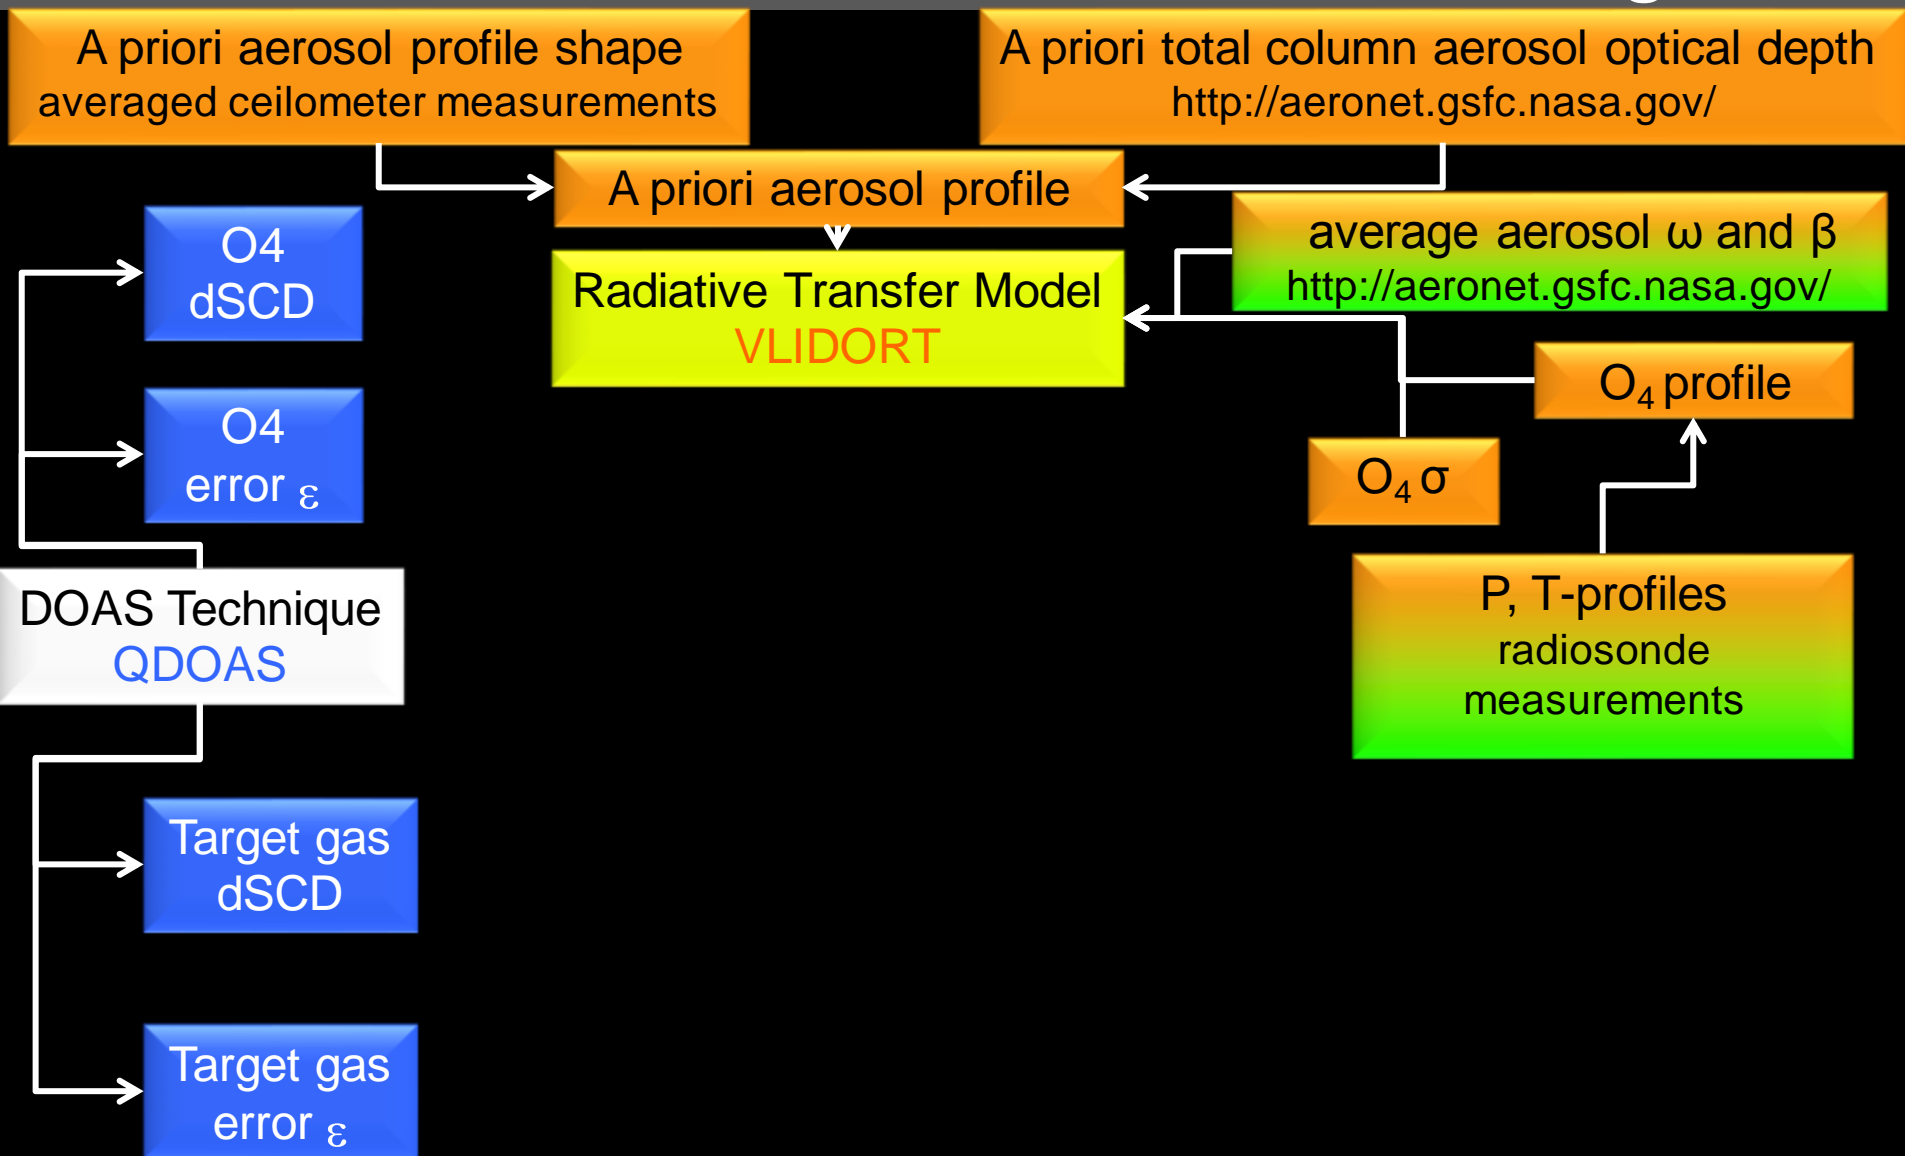 A priori aerosol profile shape
averaged ceilometer measurements
A priori total column aerosol optical depth
http://aeronet.gsfc.nasa.gov/
A priori aerosol profile
average aerosol ω and β
http://aeronet.gsfc.nasa.gov/
O4
dSCD
Radiative Transfer Model
VLIDORT
O₄ profile
O4
error ε
O₄ σ
DOAS Technique
QDOAS
P, T-profiles
radiosonde
measurements
Target gas
dSCD
Target gas
error ε